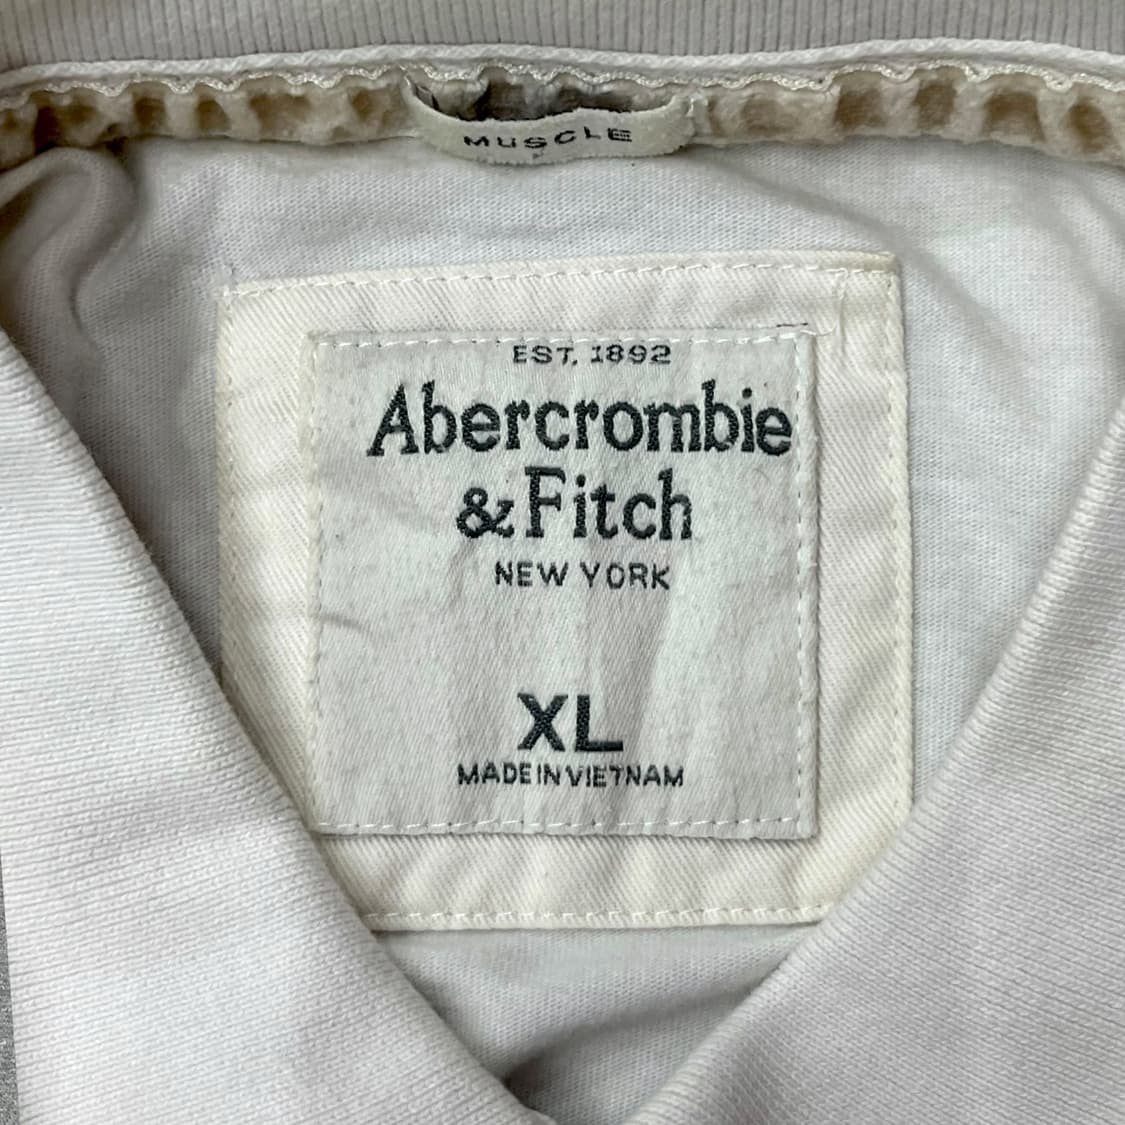 MUSCLE
EST. 1892
Abercrombie
& Fitch
NEW YORK
XL
MADE IN VIETNAM